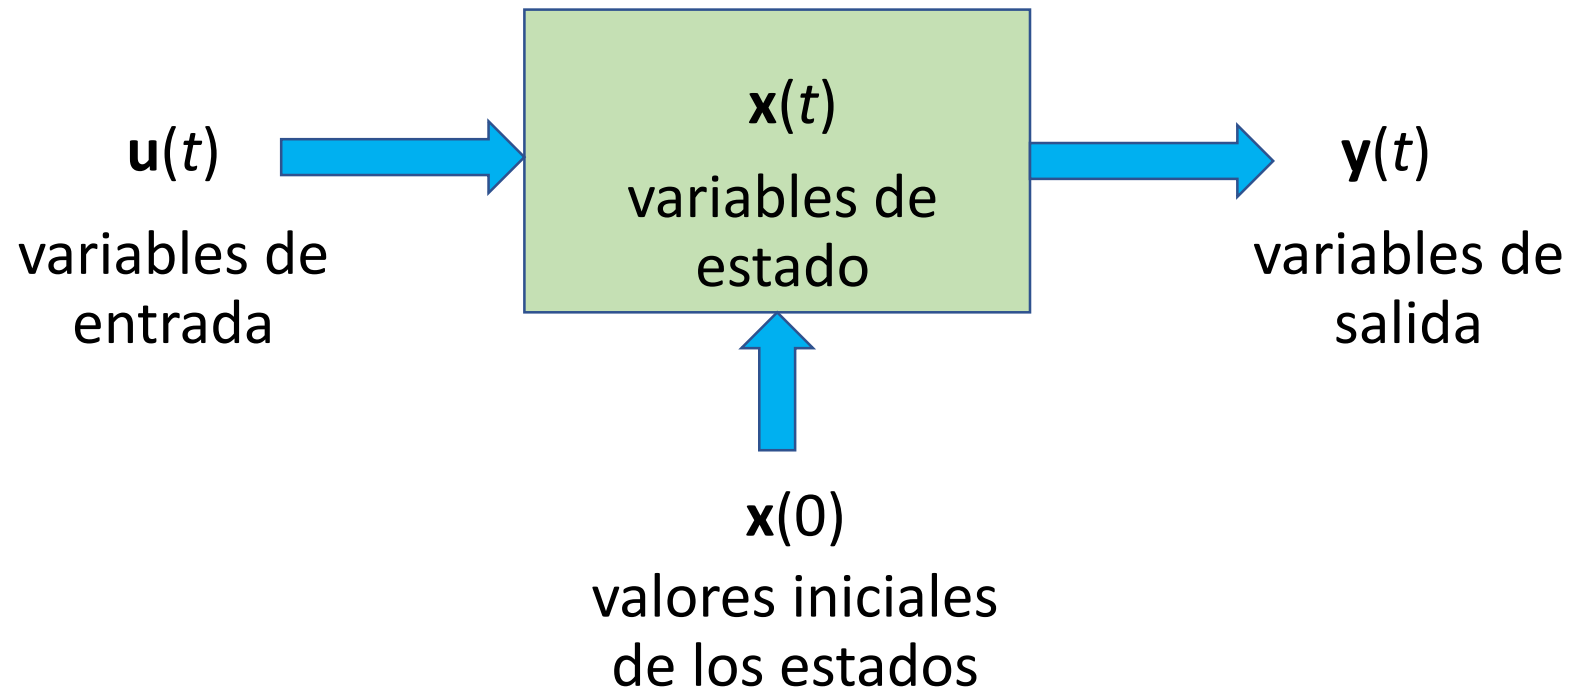 u(t)
variables de
entrada
x(t)
variables de
estado
y(t)
variables de
salida
x(0)
valores iniciales
de los estados